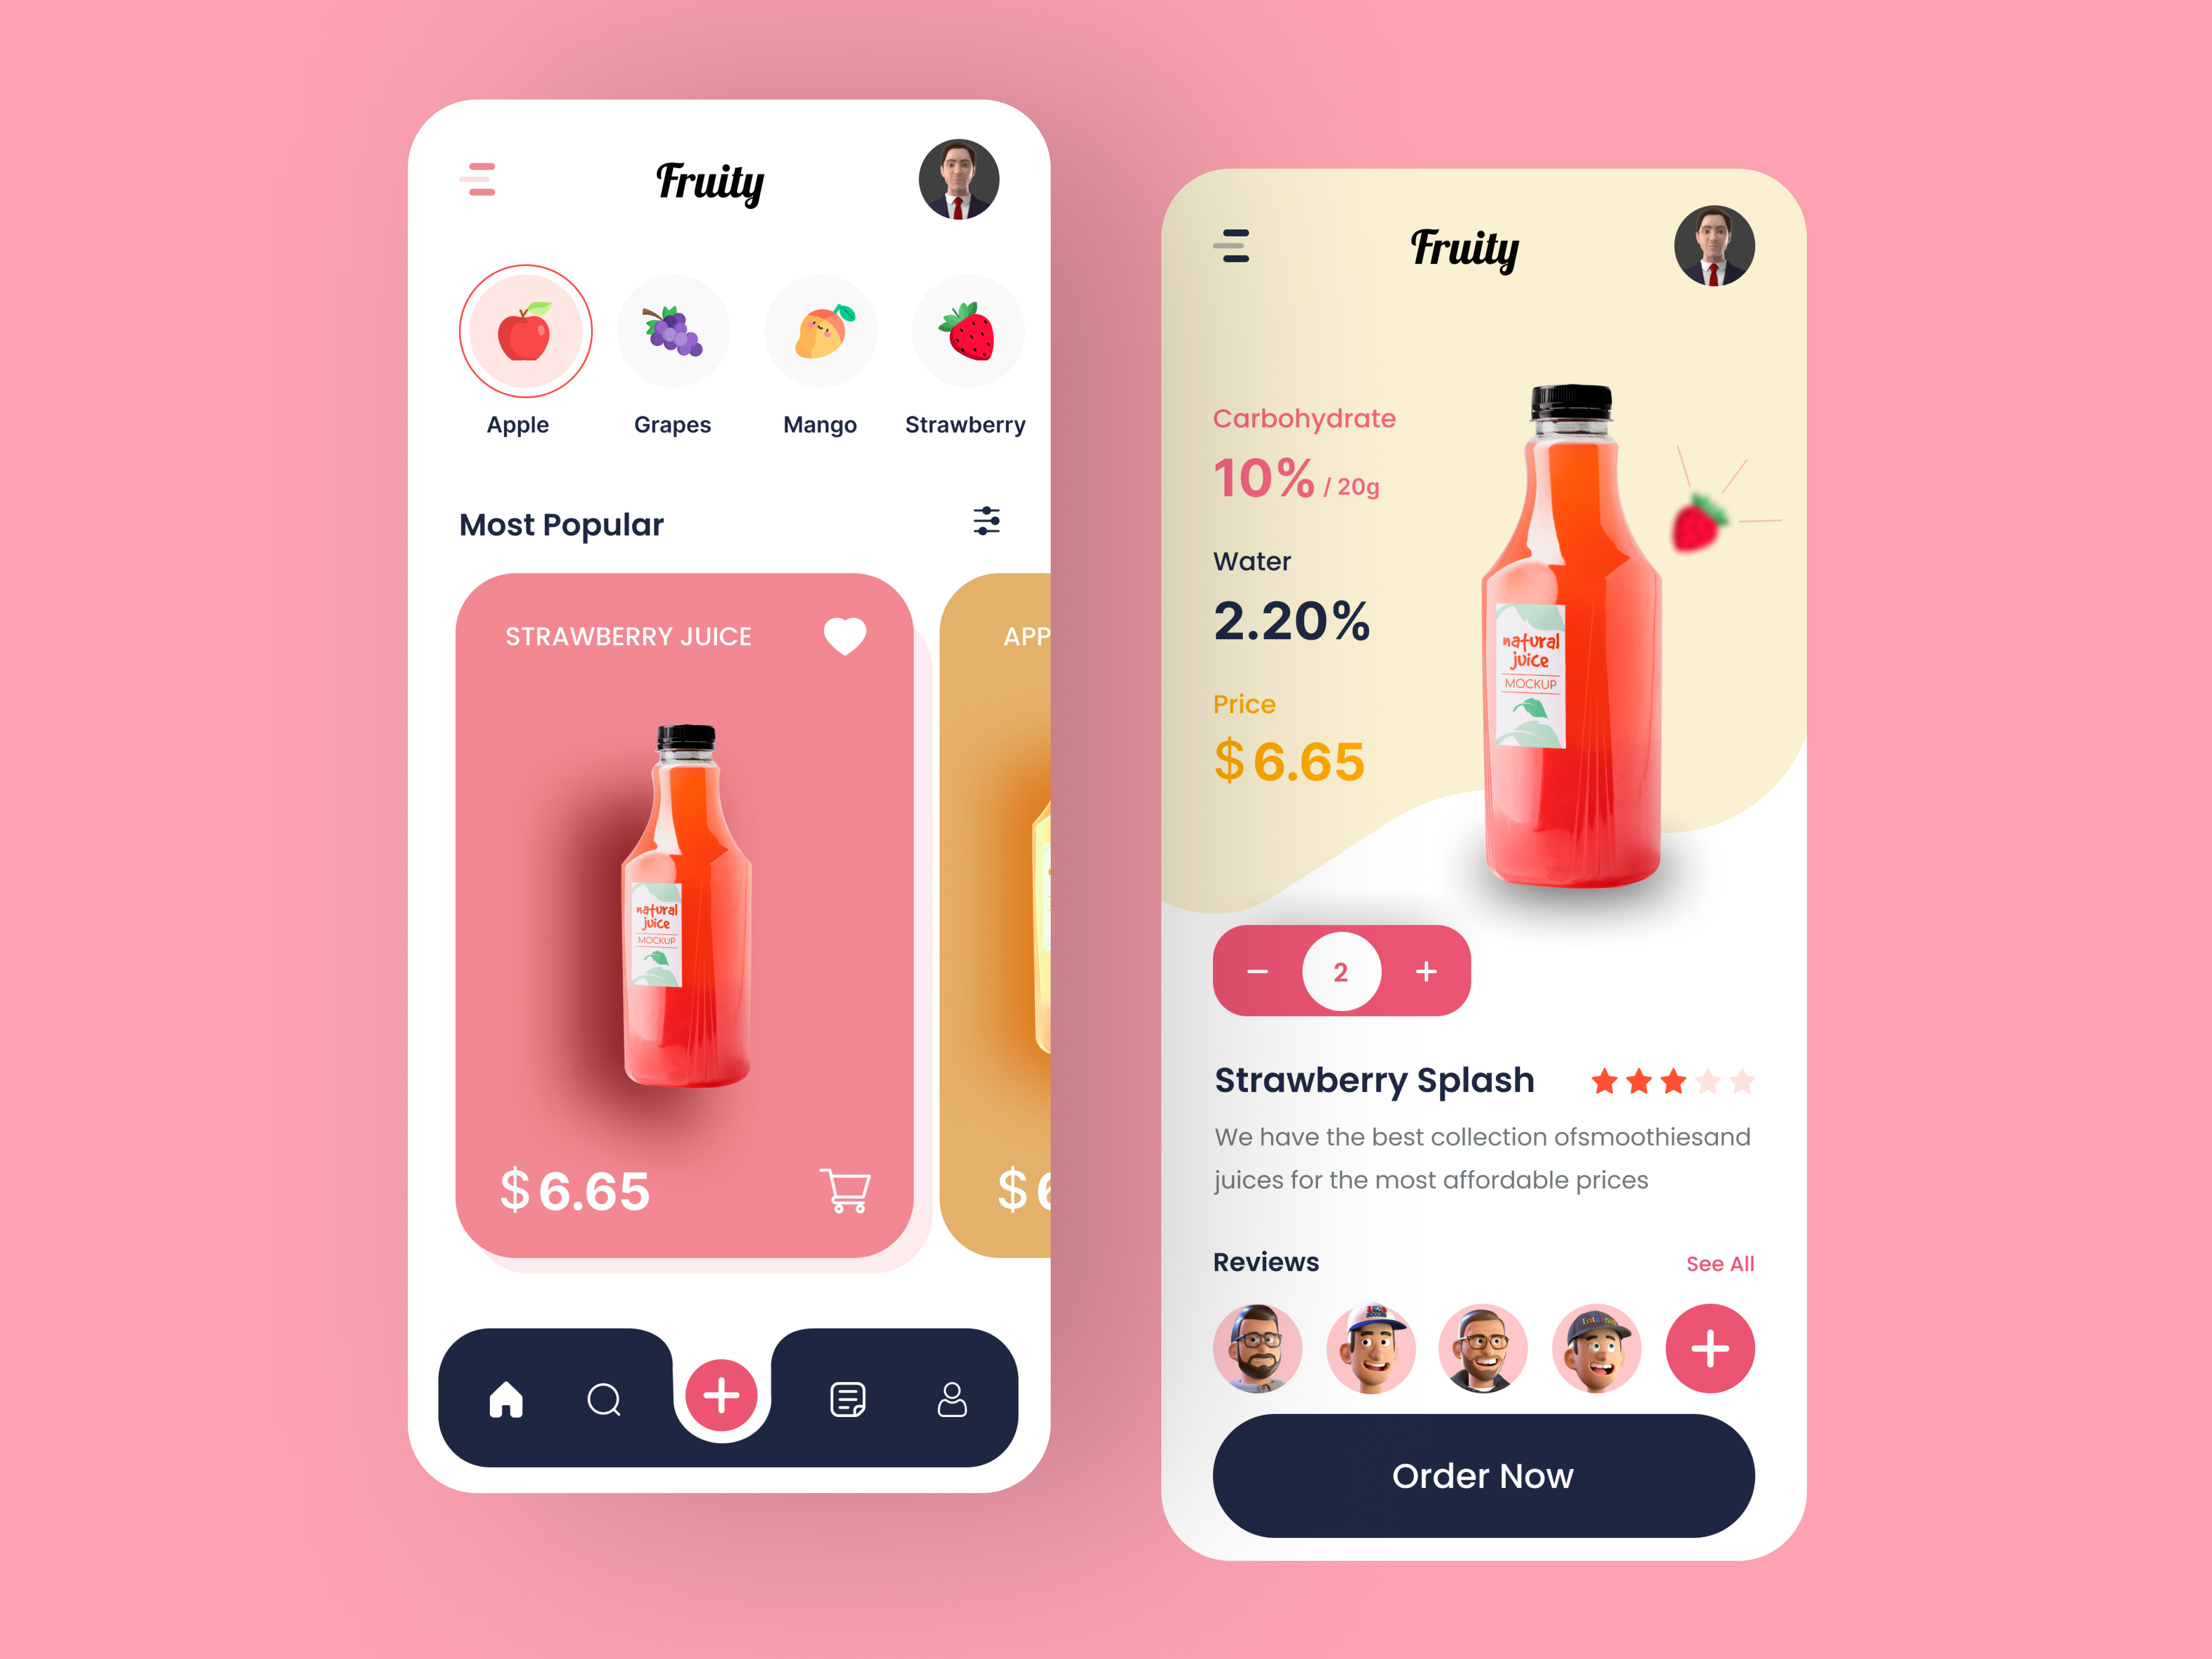 Fruity
Apple
Grapes
Mango
Strawberry
Most Popular
STRAWBERRY JUICE
APP
natural
juice
MOCKUP
$6.65
$6
Fruity
Carbohydrate
10% / 20g
Water
2.20%
Price
$6.65
natural
juice
MOCKUP
2
Strawberry Splash
We have the best collection ofsmoothiesand
juices for the most affordable prices
Reviews
See All
Order Now